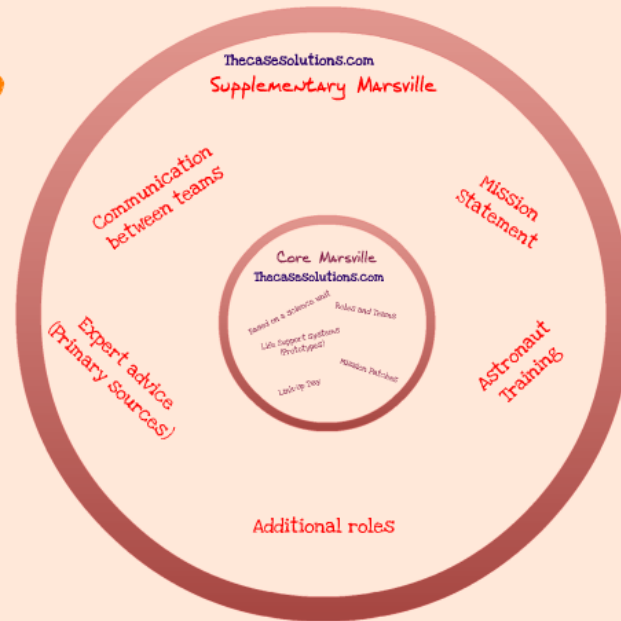 Thecasesolutions.com
Supplementary Marsville
Communication
between teams
Mission
Statement
Core Marsville
Thecasesolutions.com
Based on a science unit
Roles and Teams
Life Support Systems
(Prototypes)
Mission Patches
Link-Up Day
Expert advice
(Primary Sources)
Astronaut
Training
Additional roles